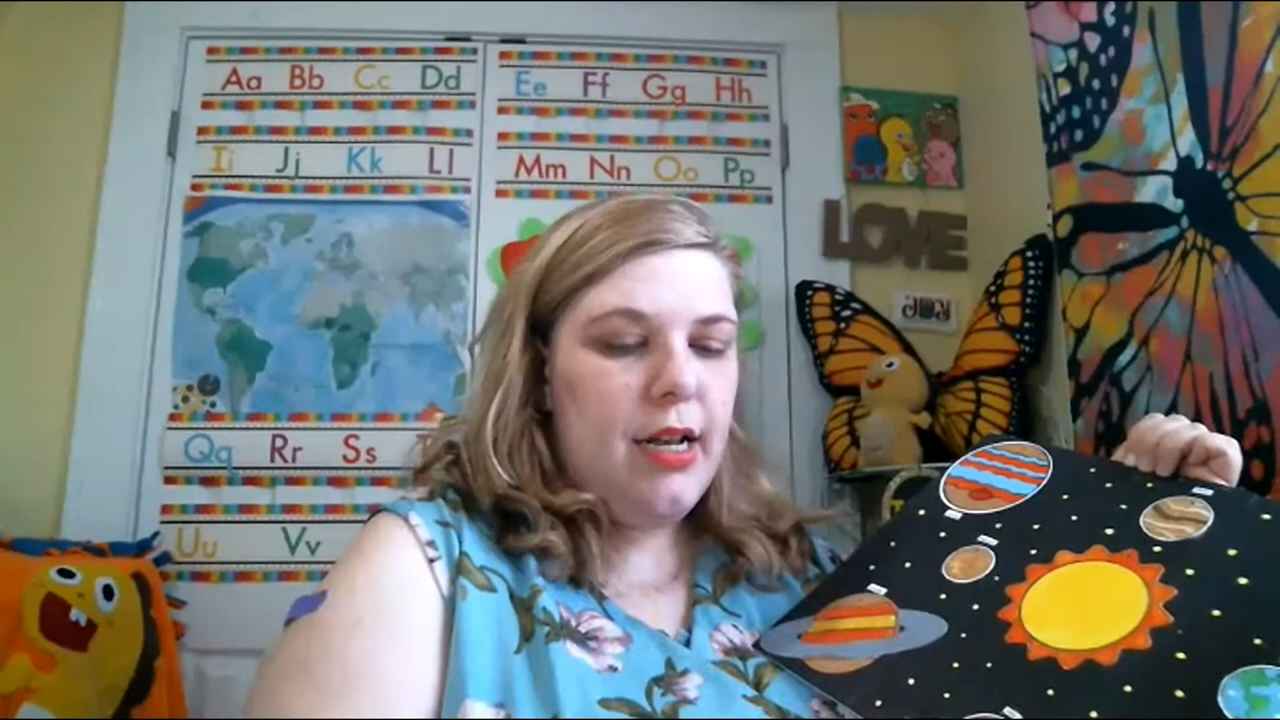 Aa Bb Cc Dd
Ee Ff Gg Hh
Ii Jj Kk Ll
Mm Nn Oo Pp
LOVE
Qq Rr Ss
Uu Vv